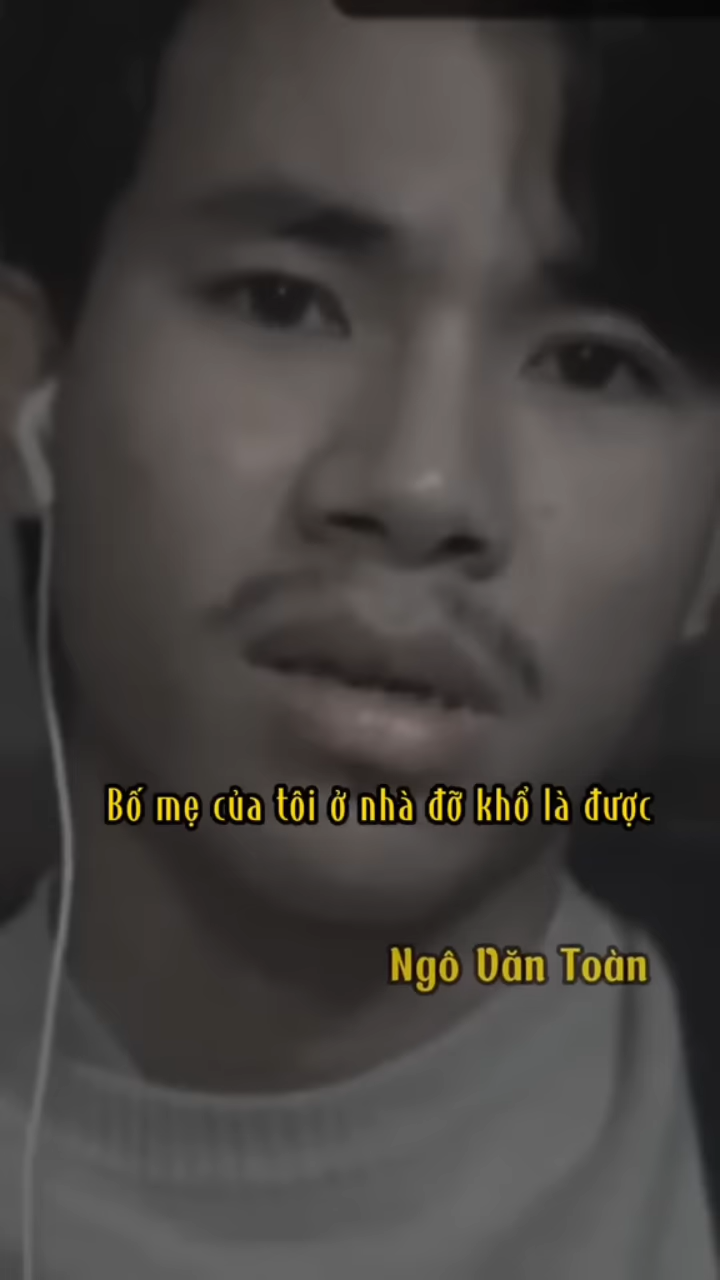 Bố mẹ của tôi ở nhà đỡ khổ là được
Ngô Văn Toàn